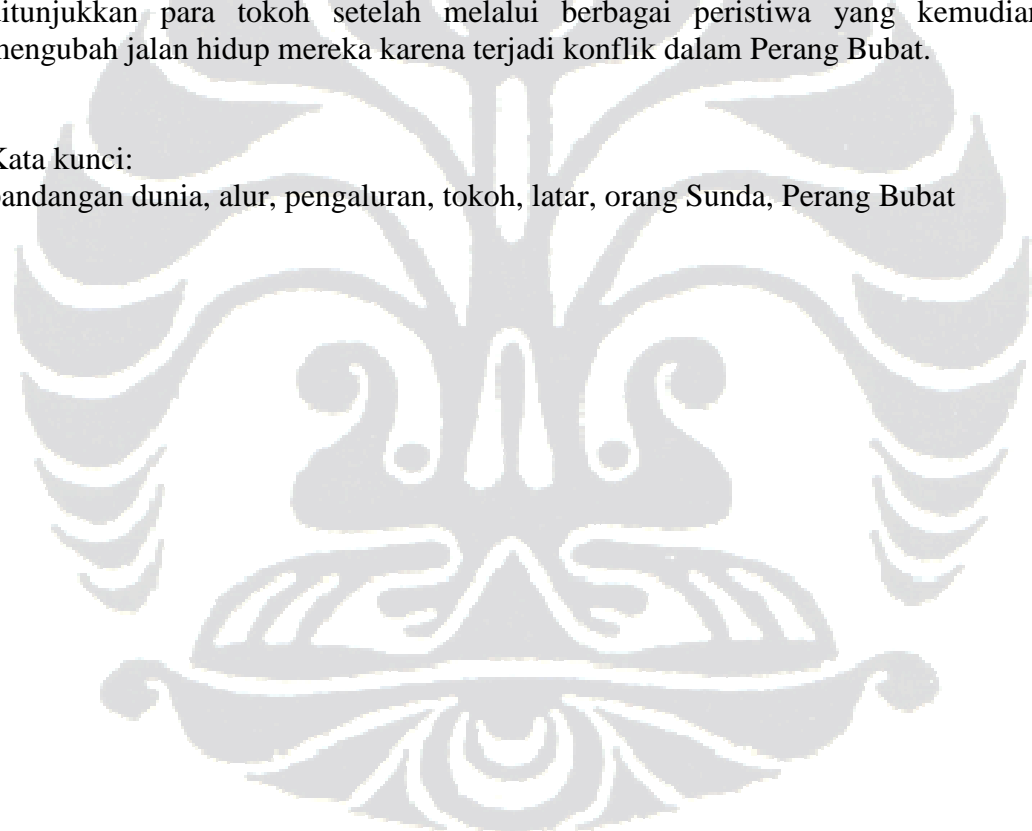 ditunjukkan para tokoh setelah melalui berbagai peristiwa yang kemudian
mengubah jalan hidup mereka karena terjadi konflik dalam Perang Bubat.
Kata kunci:
pandangan dunia, alur, pengaluran, tokoh, latar, orang Sunda, Perang Bubat